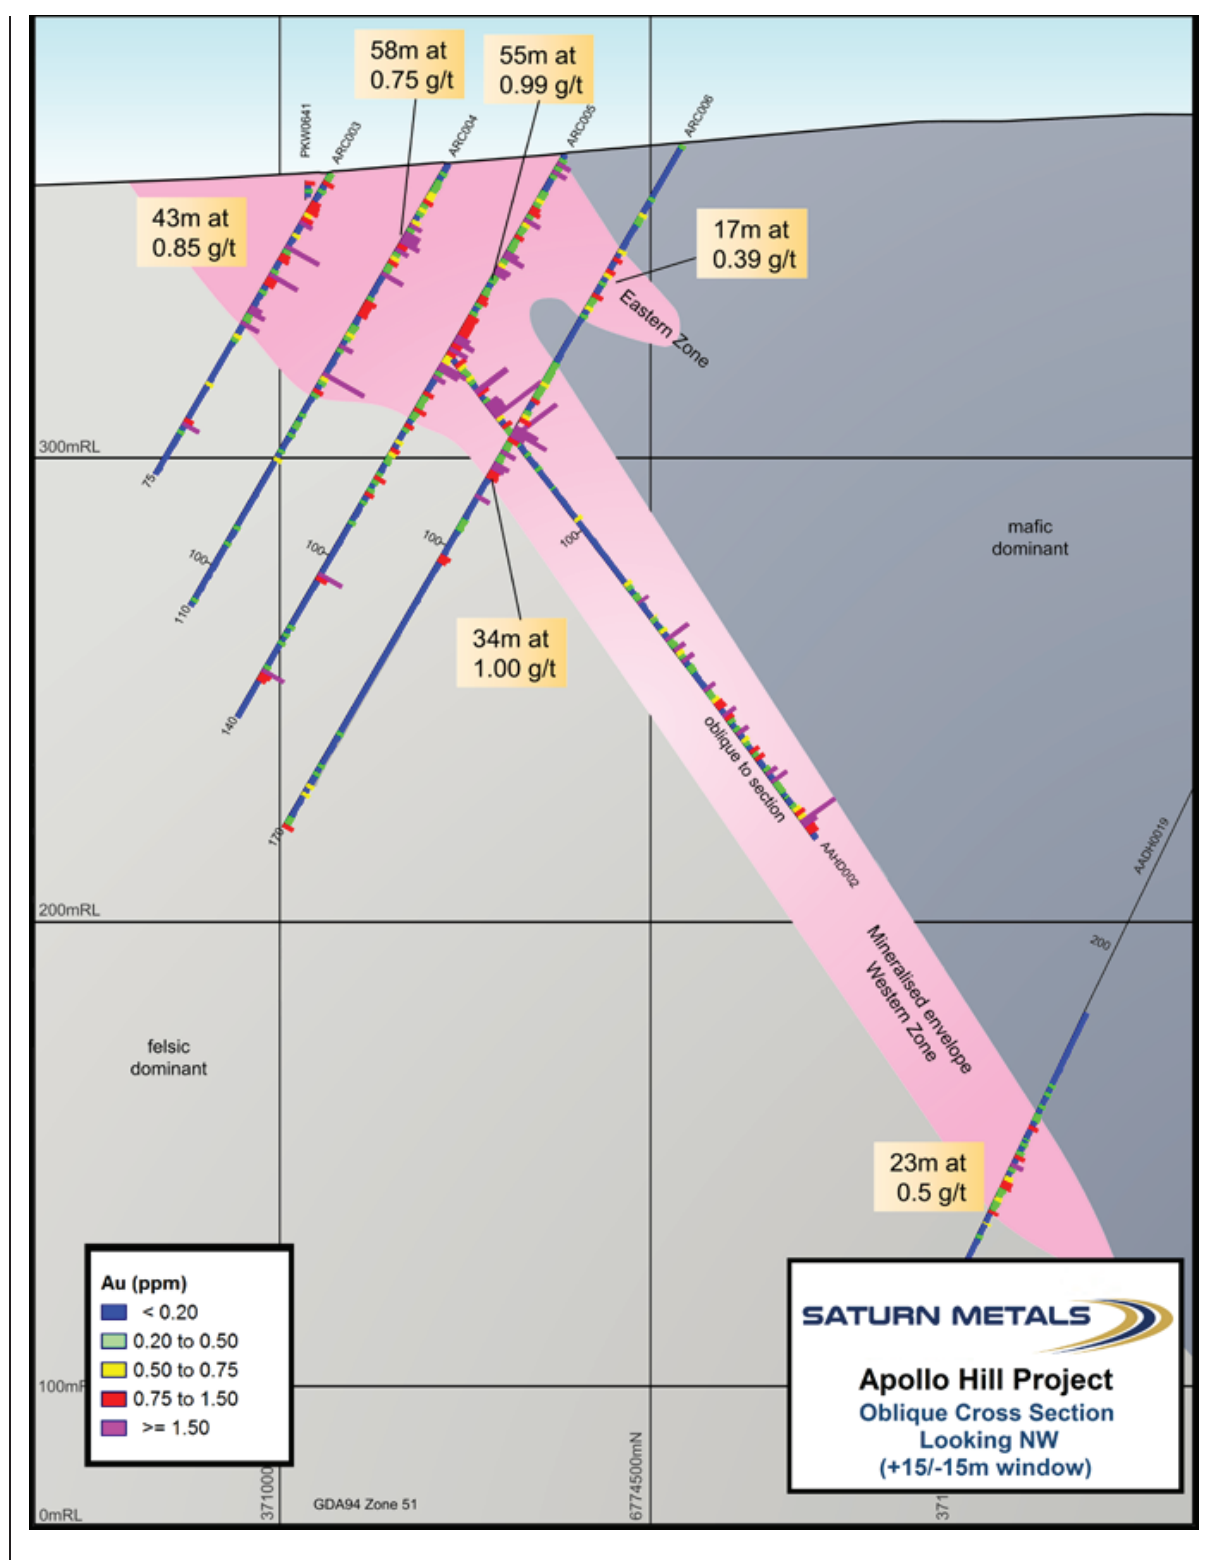 58m at
0.75 g/t
55m at
0.99 g/t
PKW0641
ARC003
ARC004
ARC005
ARC006
43m at
0.85 g/t
17m at
0.39 g/t
Eastern Zone
300mRL
75
100
100
100
100
110
mafic
dominant
34m at
1.00 g/t
140
oblique to section
170
AAHD002
AADH0019
200mRL
200
Mineralised envelope
Western Zone
felsic
dominant
23m at
0.5 g/t
Au (ppm)
< 0.20
0.20 to 0.50
0.50 to 0.75
0.75 to 1.50
>= 1.50
SATURN METALS
Apollo Hill Project
Oblique Cross Section
Looking NW
(+15/-15m window)
100m
371000
GDA94 Zone 51
6774500mN
371
0mRL